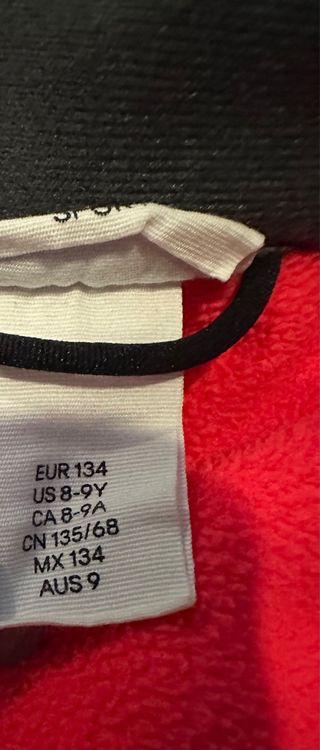 EUR 134
US 8-9Y
CA 8-9A
CN 135/68
MX 134
AUS 9